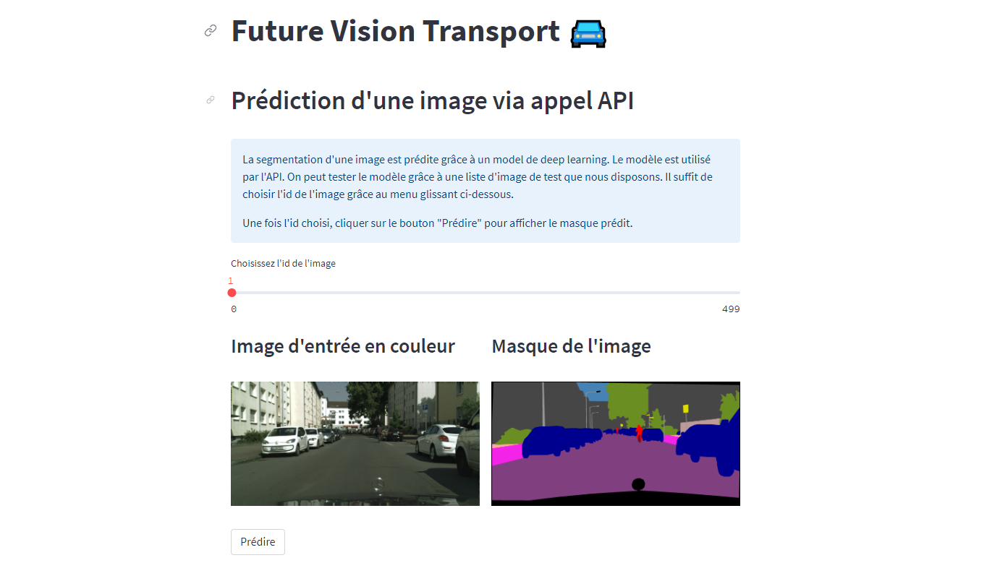 Future Vision Transport
Prédiction d'une image via appel API
La segmentation d'une image est prédite grâce à un model de deep learning. Le modèle est utilisé
par l'API. On peut tester le modèle grâce à une liste d'image de test que nous disposons. Il suffit de
choisir l'id de l'image grâce au menu glissant ci-dessous.
Une fois l'id choisi, cliquer sur le bouton "Prédire" pour afficher le masque prédit.
Choisissez l'id de l'image
1
0 499
Image d'entrée en couleur Masque de l'image
Prédire